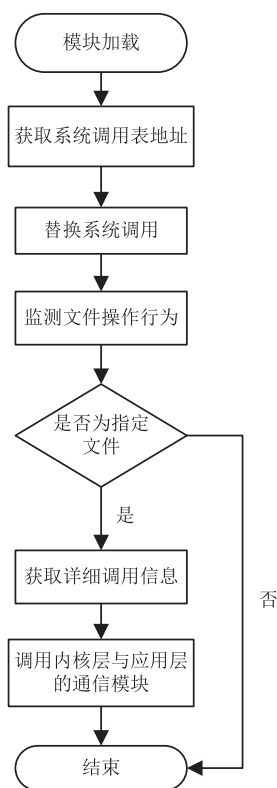 模块加载
获取系统调用表地址
替换系统调用
监测文件操作行为
是否为指定
文件
是
获取详细调用信息
否
调用内核层与应用层
的通信模块
结束